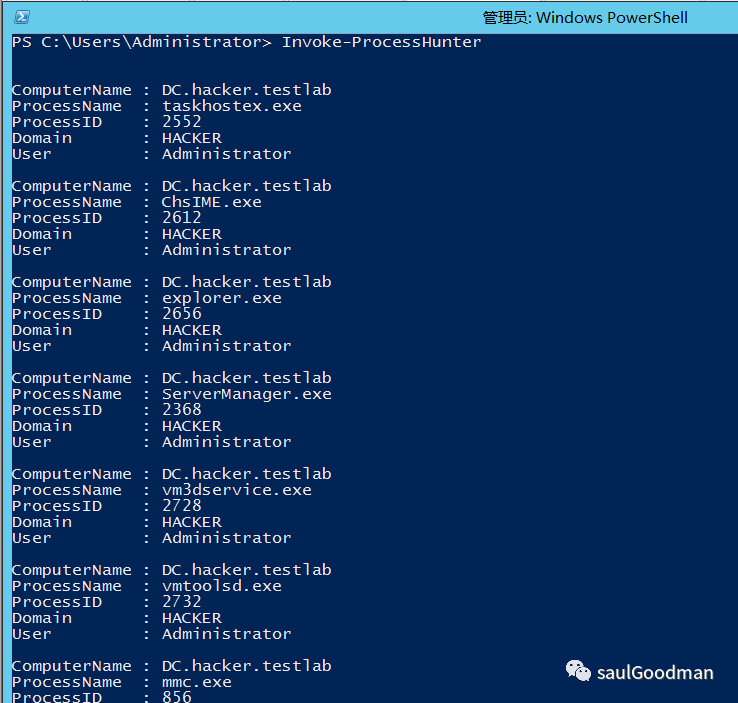 管理员: Windows PowerShell
PS C:\Users\Administrator> Invoke-ProcessHunter
ComputerName : DC.hacker.testlab
ProcessName  : taskhostex.exe
ProcessID    : 2552
Domain       : HACKER
User         : Administrator
ComputerName : DC.hacker.testlab
ProcessName  : ChsIME.exe
ProcessID    : 2612
Domain       : HACKER
User         : Administrator
ComputerName : DC.hacker.testlab
ProcessName  : explorer.exe
ProcessID    : 2656
Domain       : HACKER
User         : Administrator
ComputerName : DC.hacker.testlab
ProcessName  : ServerManager.exe
ProcessID    : 2368
Domain       : HACKER
User         : Administrator
ComputerName : DC.hacker.testlab
ProcessName  : vm3dservice.exe
ProcessID    : 2728
Domain       : HACKER
User         : Administrator
ComputerName : DC.hacker.testlab
ProcessName  : vmtoolsd.exe
ProcessID    : 2732
Domain       : HACKER
User         : Administrator
ComputerName : DC.hacker.testlab
ProcessName  : mmc.exe
ProcessID    : 856
saulGoodman